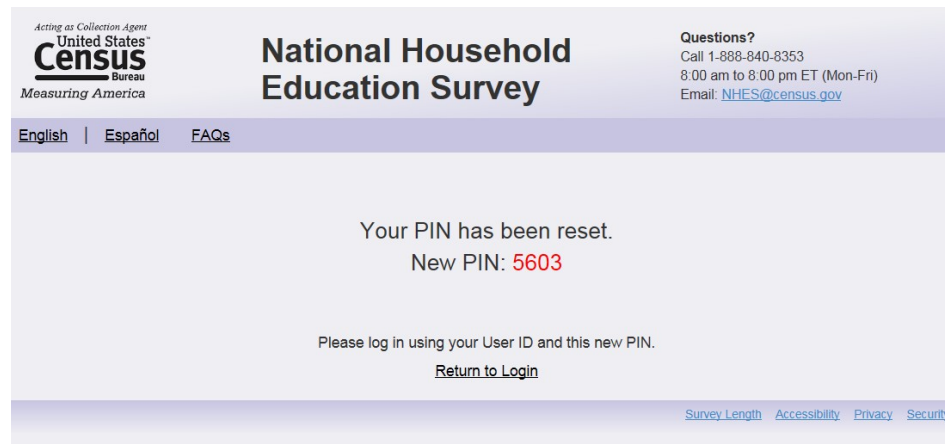 Acting as Collection Agent
United States™
Census
Bureau
Measuring America
National Household
Education Survey
Questions?
Call 1-888-840-8353
8:00 am to 8:00 pm ET (Mon-Fri)
Email: NHES@census.gov
English | Español FAQs
Your PIN has been reset.
New PIN: 5603
Please log in using your User ID and this new PIN.
Return to Login
Survey Length Accessibility Privacy Security